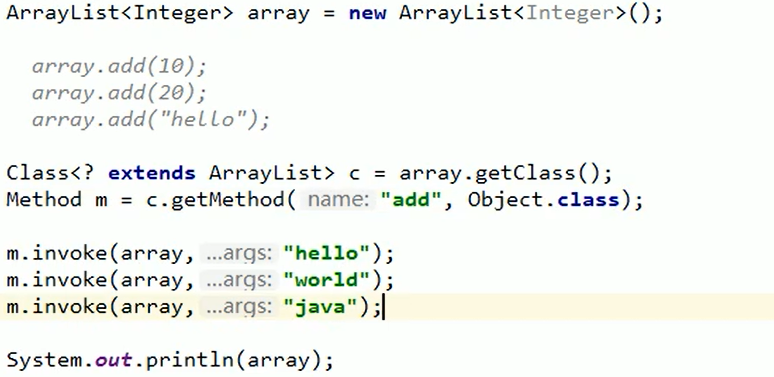 ArrayList<Integer> array = new ArrayList<Integer>();
array.add(10);
array.add(20);
array.add("hello");
Class<? extends ArrayList> c = array.getClass();
Method m = c.getMethod( name: "add", Object.class);
m.invoke(array, ...args: "hello");
m.invoke(array, ...args: "world");
m.invoke(array, ...args: "java");
System.out.println(array);